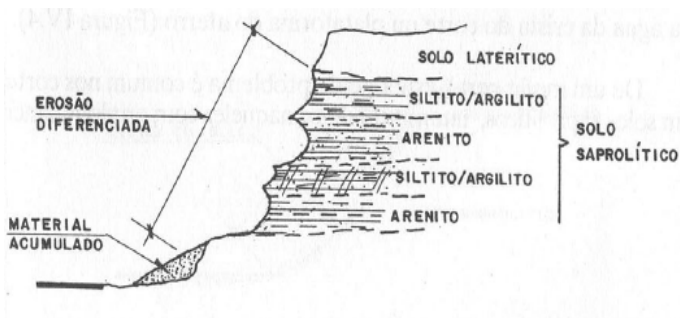 SOLO LATERÍTICO
SILTITO/ARGILITO
EROSÃO
DIFERENCIADA
ARENITO
SOLO
SAPROLÍTICO
SILTITO/ARGILITO
ARENITO
MATERIAL
ACUMULADO